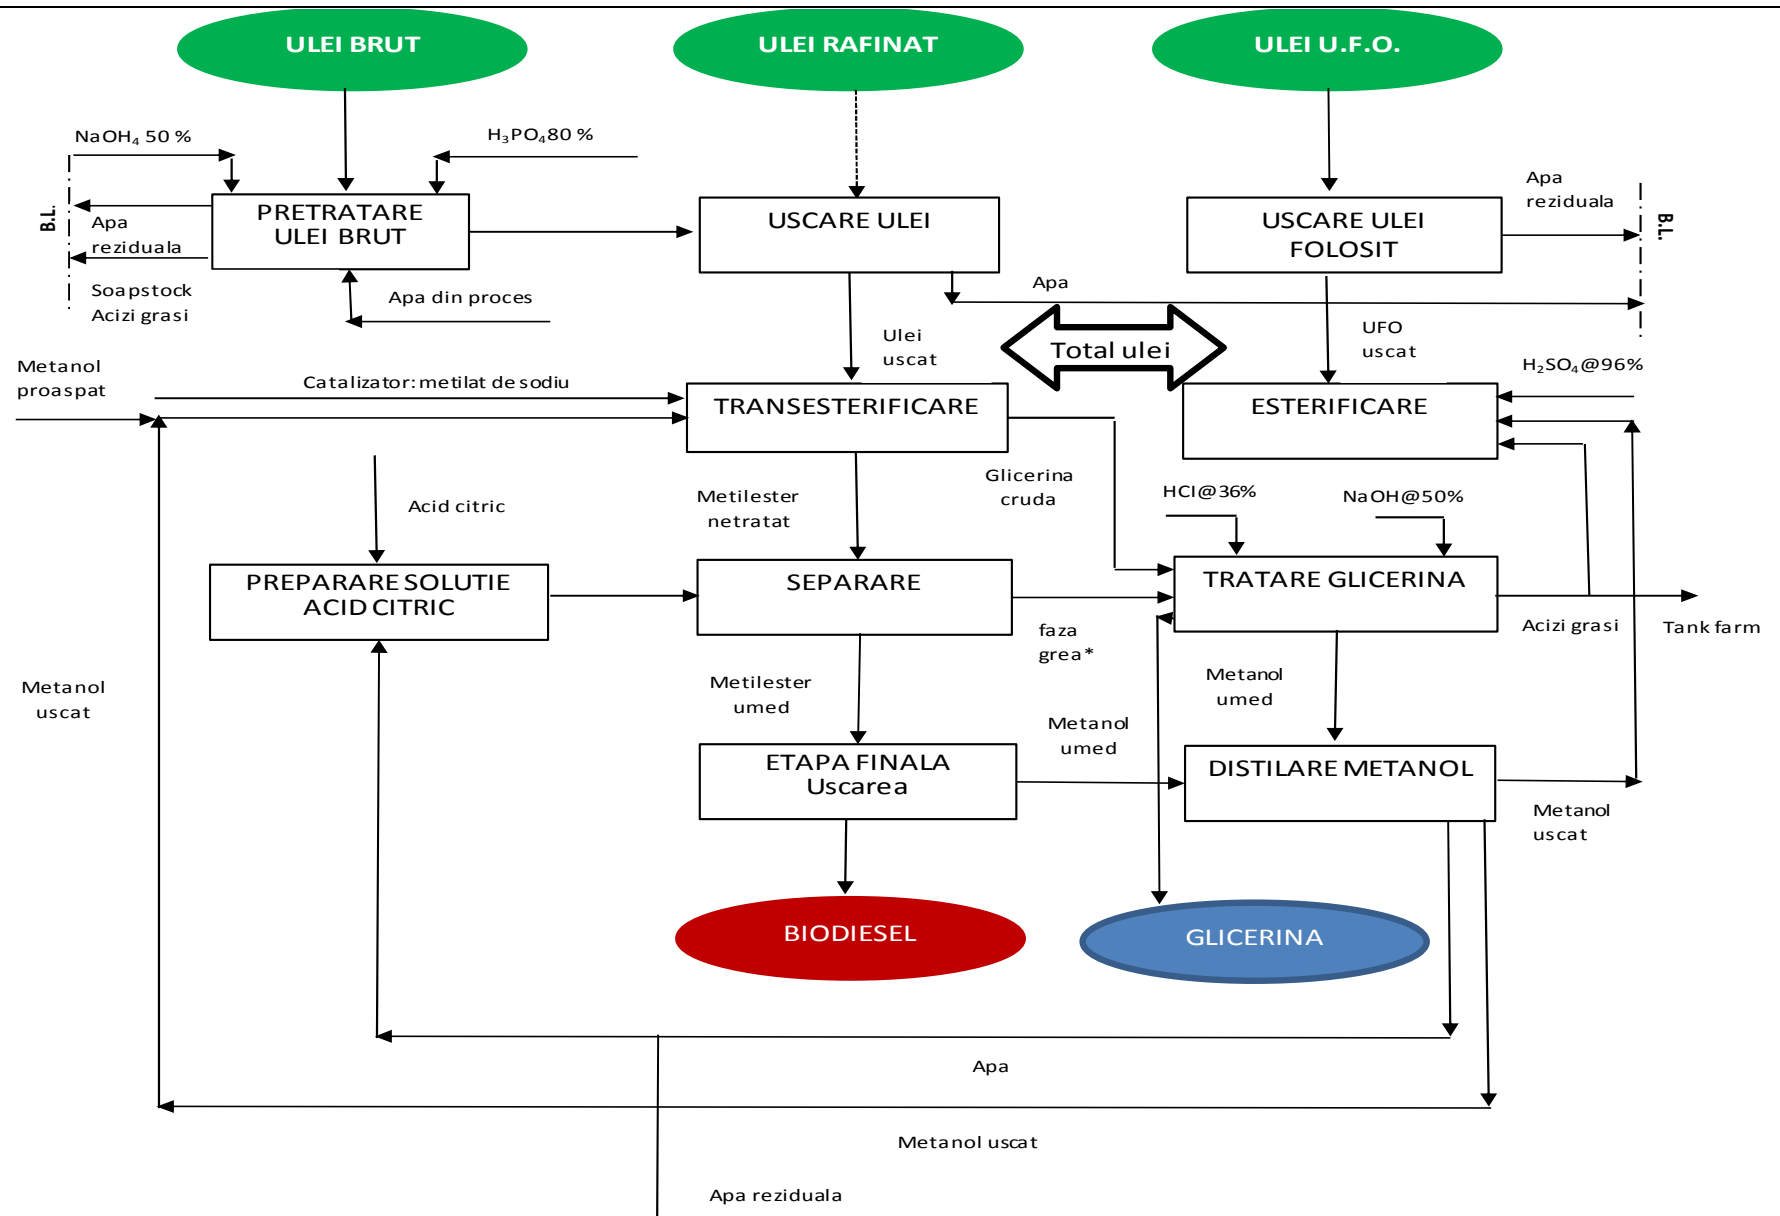 ULEI BRUT
ULEI RAFINAT
ULEI U.F.O.
NaOH₄ 50 %
H₃PO₄80 %
B.L.
Apa
reziduala
PRETRATARE
ULEI BRUT
USCARE ULEI
USCARE ULEI
FOLOSIT
Apa
reziduala
B.L.
Soapstock
Acizi grasi
Apa din proces
Apa
Ulei
uscat
Total ulei
UFO
uscat
Metanol
proaspat
Catalizator: metilat de sodiu
H₂SO₄@96%
TRANSESTERIFICARE
ESTERIFICARE
Acid citric
Metilester
netratat
Glicerina
cruda
HCl@36%
NaOH@50%
PREPARARE SOLUTIE
ACID CITRIC
SEPARARE
TRATARE GLICERINA
faza
grea*
Acizi grasi
Tank farm
Metanol
uscat
Metilester
umed
Metanol
umed
Metanol
umed
ETAPA FINALA
Uscarea
DISTILARE METANOL
Metanol
uscat
BIODIESEL
GLICERINA
Apa
Metanol uscat
Apa reziduala